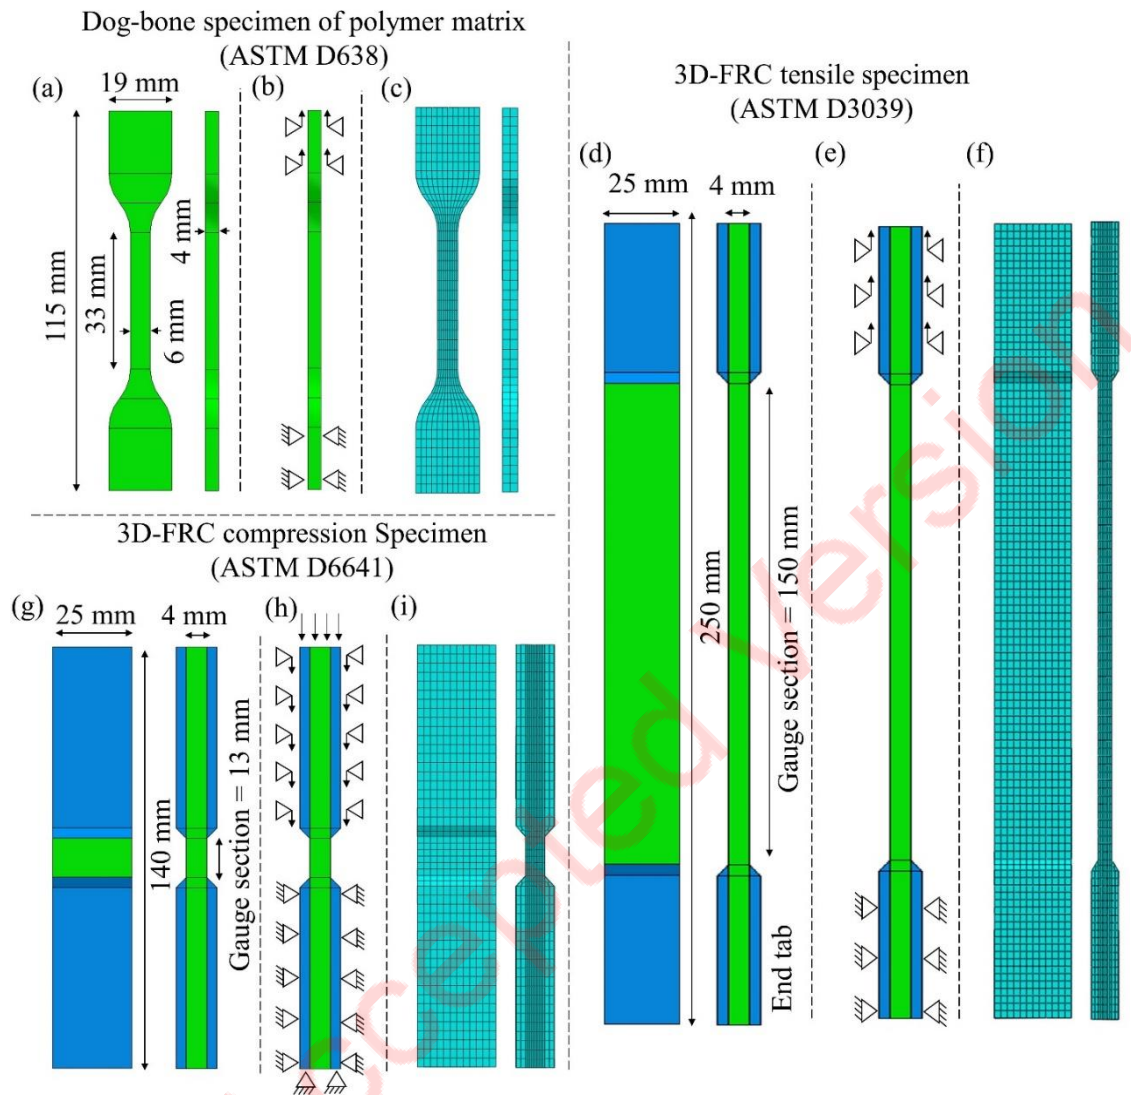 Dog-bone specimen of polymer matrix
(ASTM D638)
(a)
19 mm
(b)
(c)
115 mm
33 mm
4 mm
6 mm
3D-FRC compression Specimen
(ASTM D6641)
(g)
25 mm
4 mm
(h)
(i)
140 mm
Gauge section = 13 mm
3D-FRC tensile specimen
(ASTM D3039)
(d)
25 mm
4 mm
(e)
(f)
250 mm
Gauge section = 150 mm
End tab
ccepted Version